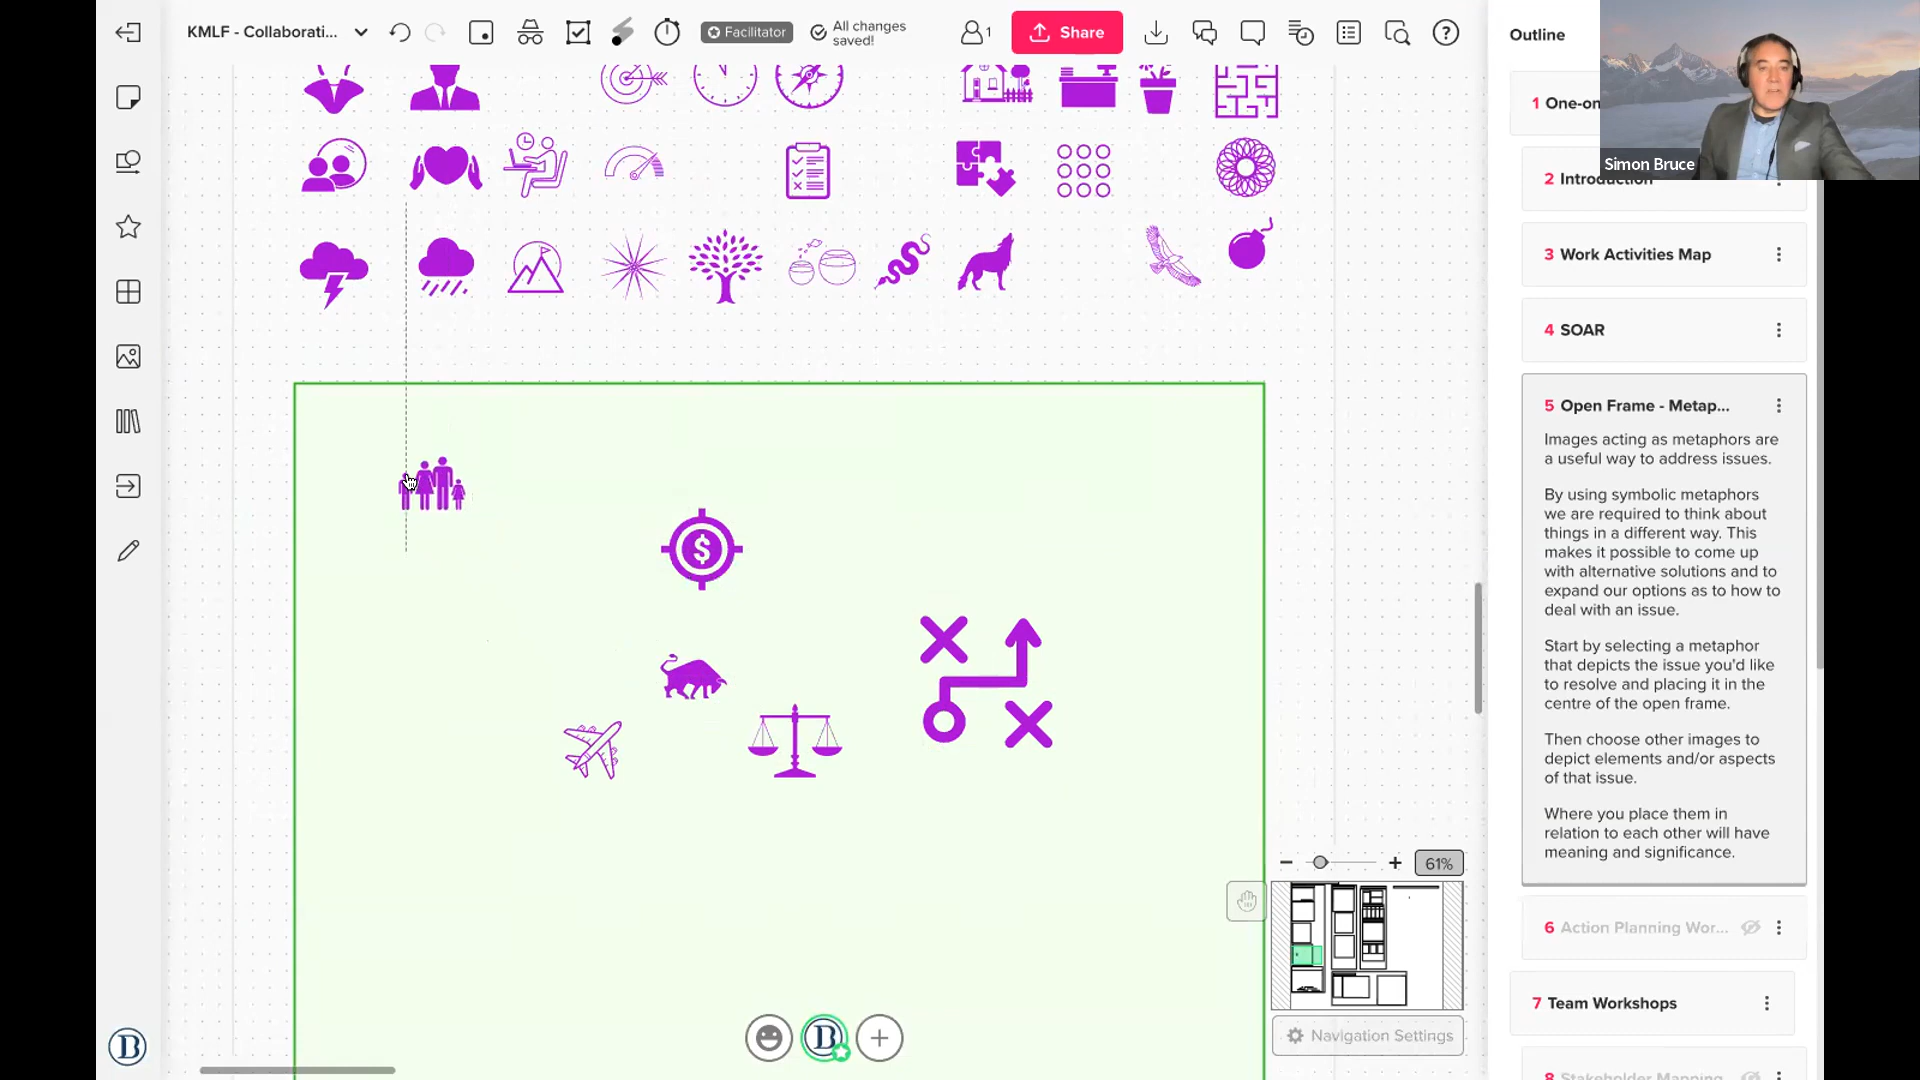 KMLF - Collaborati...
Facilitator
All changes
saved!
1
Share
Outline
1 One-on
Simon Bruce
2 Introduction
3 Work Activities Map
4 SOAR
5 Open Frame - Metap...
Images acting as metaphors are
a useful way to address issues.
By using symbolic metaphors
we are required to think about
things in a different way. This
makes it possible to come up
with alternative solutions and to
expand our options as to how to
deal with an issue.
Start by selecting a metaphor
that depicts the issue you'd like
to resolve and placing it in the
centre of the open frame.
Then choose other images to
depict elements and/or aspects
of that issue.
Where you place them in
relation to each other will have
meaning and significance.
61%
6 Action Planning Wor...
7 Team Workshops
Navigation Settings
8 Stakeholder Mapping
$
B
B